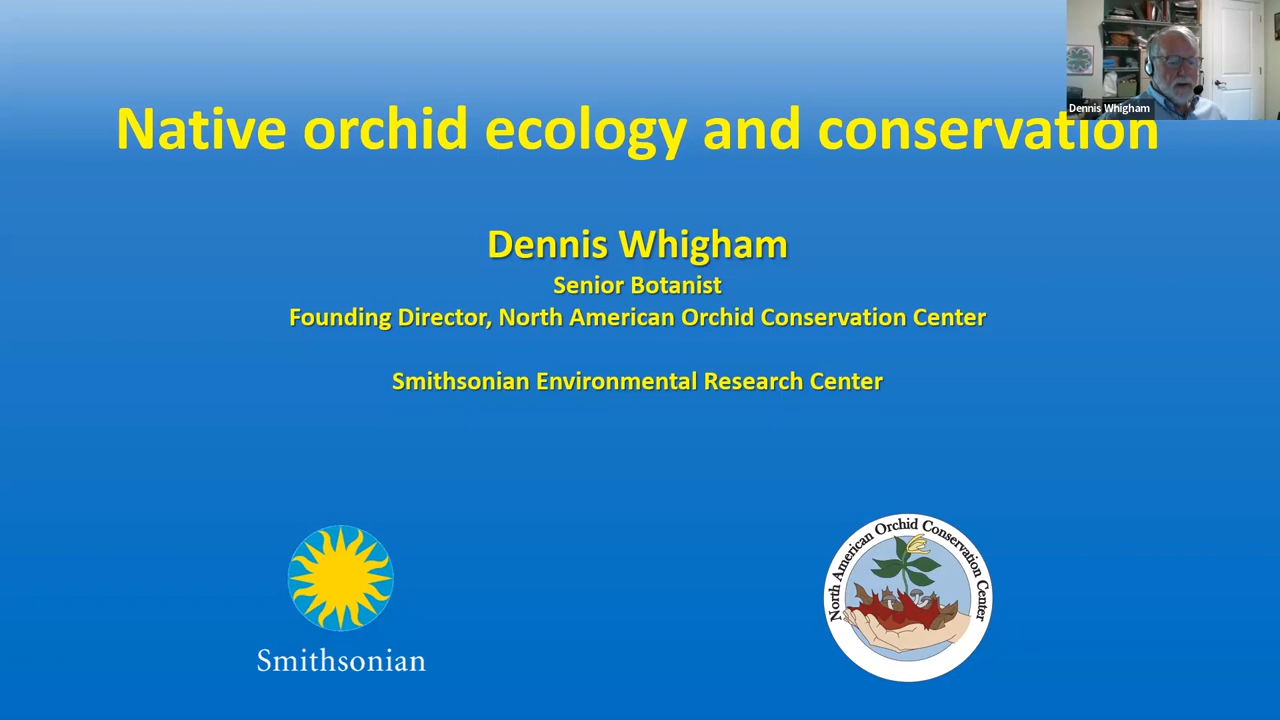 Native orchid ecology and conservation
Dennis Whigham
Dennis Whigham
Senior Botanist
Founding Director, North American Orchid Conservation Center
Smithsonian Environmental Research Center
North American Orchid Conservation Center
Smithsonian